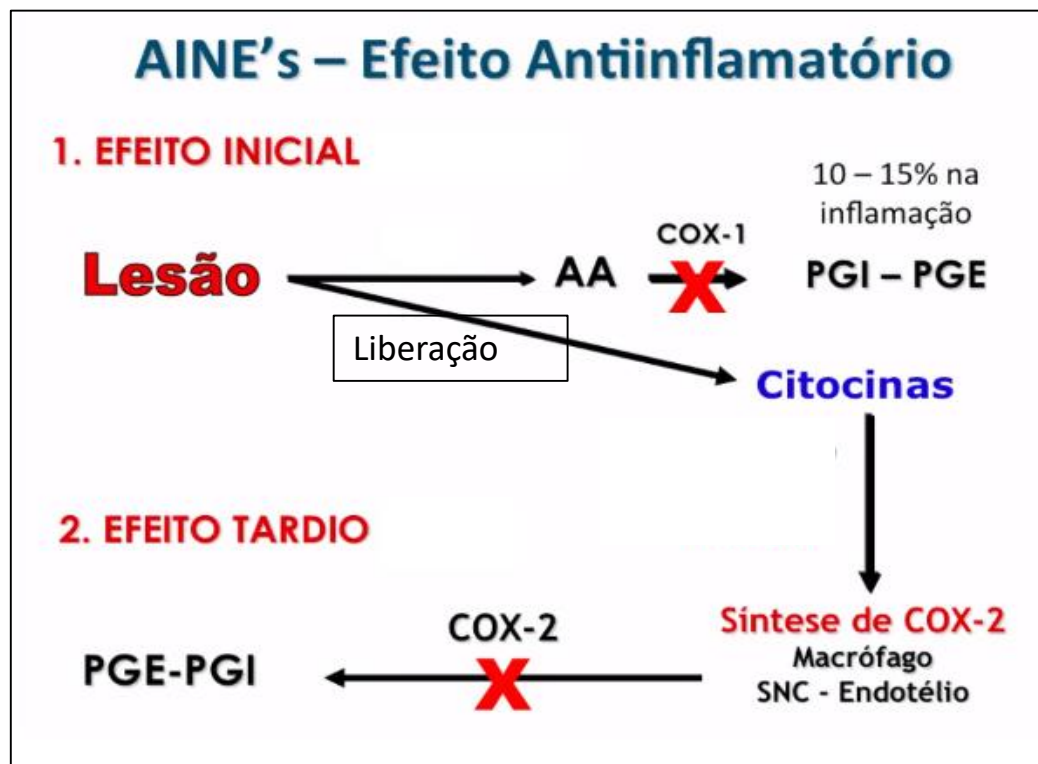 AINE's – Efeito Antiinflamatório
1. EFEITO INICIAL
10 – 15% na
inflamação
Lesão
AA
COX-1
X
PGI – PGE
Liberação
Citocinas
2. EFEITO TARDIO
PGE-PGI
COX-2
X
Síntese de COX-2
Macrófago
SNC - Endotélio